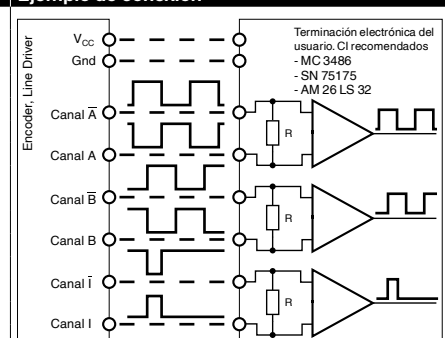 Ejemplo de conexión
Encoder, Line Driver
V_CC
Gnd
Canal A̅
Canal A
Canal B̅
Canal B
Canal I̅
Canal I
Terminación electrónica del
usuario. CI recomendados
- MC 3486
- SN 75175
- AM 26 LS 32
R
R
R